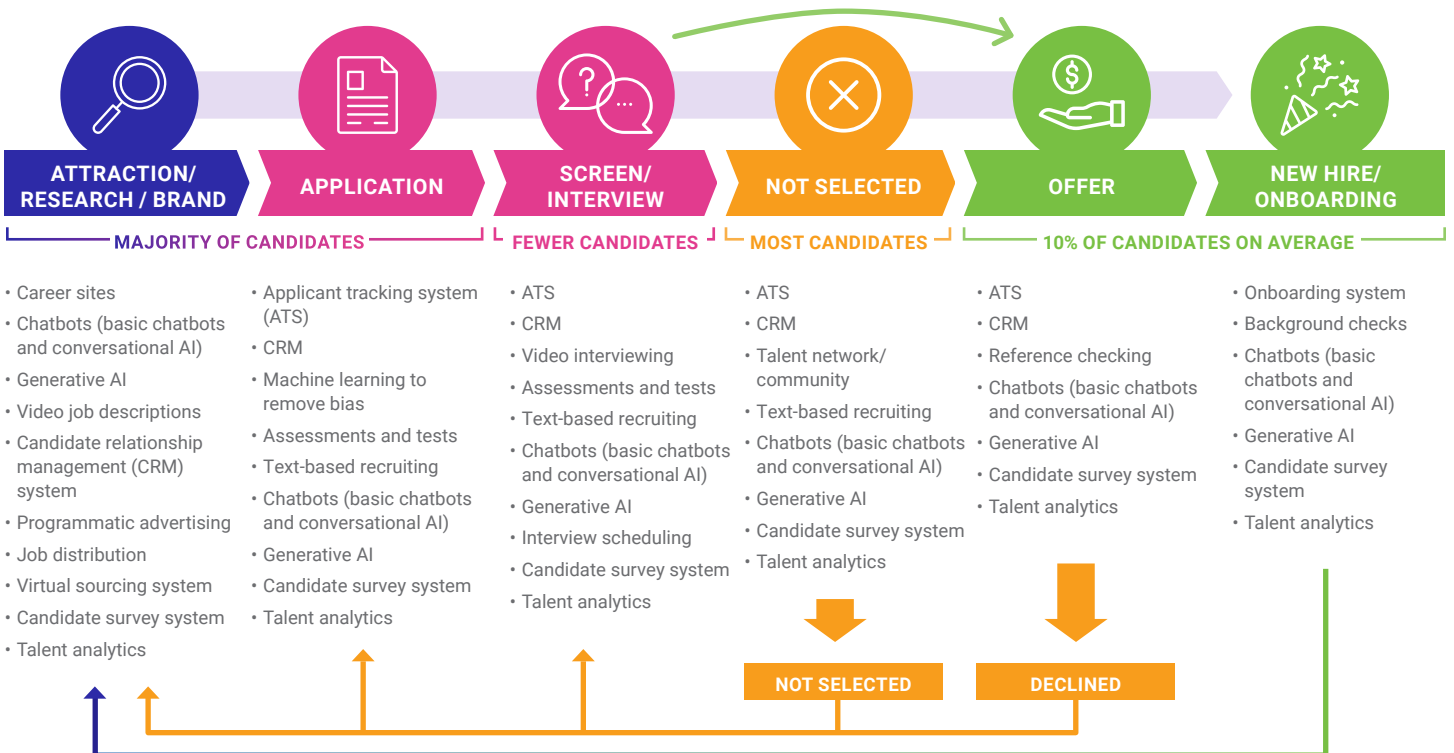 ?
...
$
ATTRACTION/
RESEARCH / BRAND
APPLICATION
SCREEN/
INTERVIEW
NOT SELECTED
OFFER
NEW HIRE/
ONBOARDING
MAJORITY OF CANDIDATES
FEWER CANDIDATES
MOST CANDIDATES
10% OF CANDIDATES ON AVERAGE
• Career sites
• Chatbots (basic chatbots
and conversational AI)
• Generative AI
• Video job descriptions
• Candidate relationship
management (CRM)
system
• Programmatic advertising
• Job distribution
• Virtual sourcing system
• Candidate survey system
• Talent analytics
• Applicant tracking system
(ATS)
• CRM
• Machine learning to
remove bias
• Assessments and tests
• Text-based recruiting
• Chatbots (basic chatbots
and conversational AI)
• Generative AI
• Candidate survey system
• Talent analytics
• ATS
• CRM
• Video interviewing
• Assessments and tests
• Text-based recruiting
• Chatbots (basic chatbots
and conversational AI)
• Generative AI
• Interview scheduling
• Candidate survey system
• Talent analytics
• ATS
• CRM
• Talent network/
community
• Text-based recruiting
• Chatbots (basic chatbots
and conversational AI)
• Generative AI
• Candidate survey system
• Talent analytics
• ATS
• CRM
• Reference checking
• Chatbots (basic chatbots
and conversational AI)
• Generative AI
• Candidate survey system
• Talent analytics
• Onboarding system
• Background checks
• Chatbots (basic
chatbots and
conversational AI)
• Generative AI
• Candidate survey
system
• Talent analytics
NOT SELECTED
DECLINED